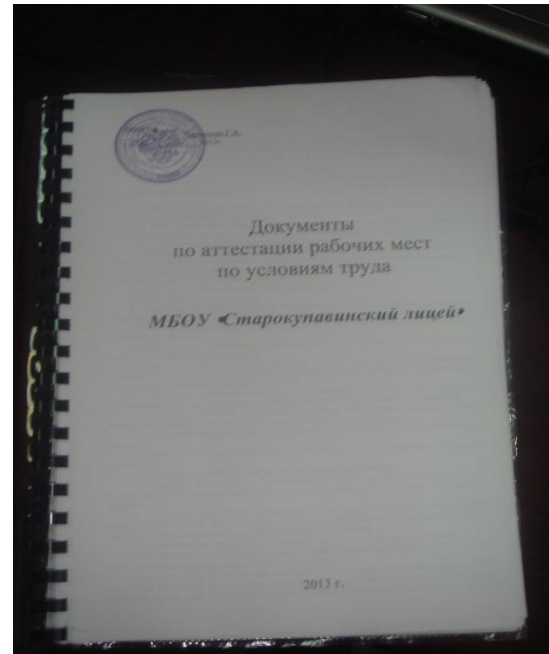 Документы
по аттестации рабочих мест
по условиям труда
МБОУ «Старокупавинский лицей»
2013 г.